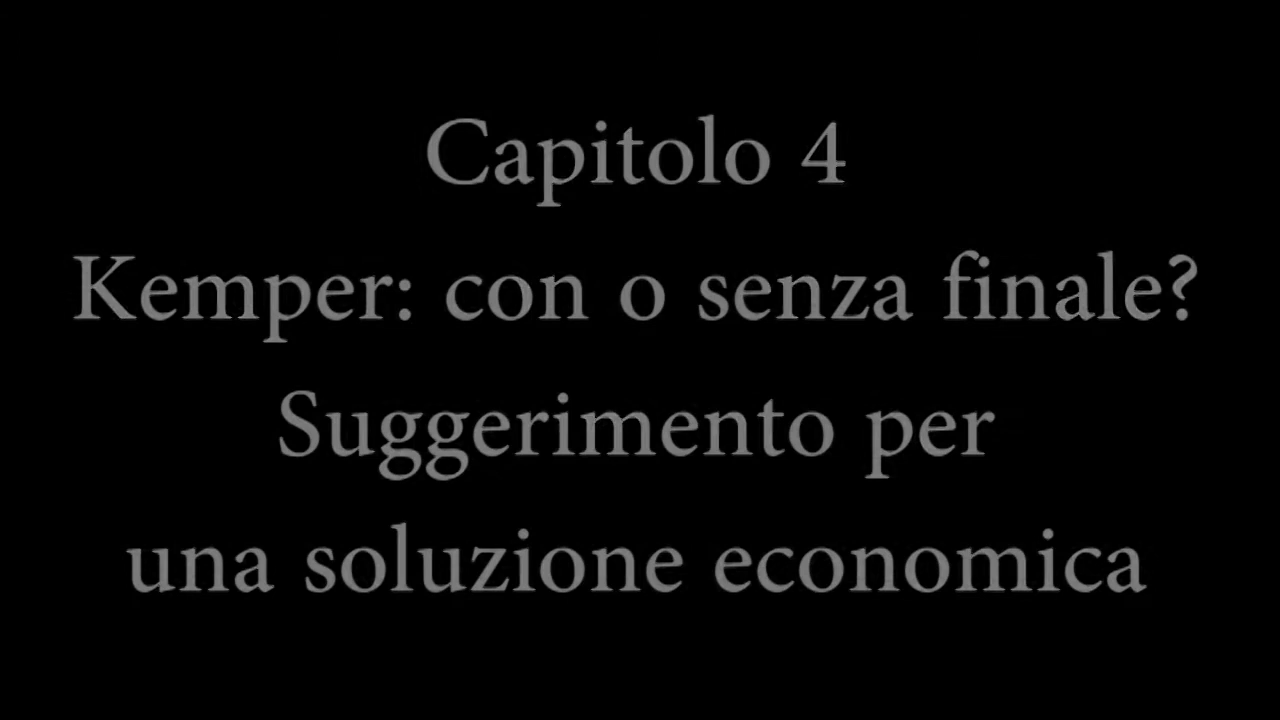 Capitolo 4
Kemper: con o senza finale?
Suggerimento per
una soluzione economica